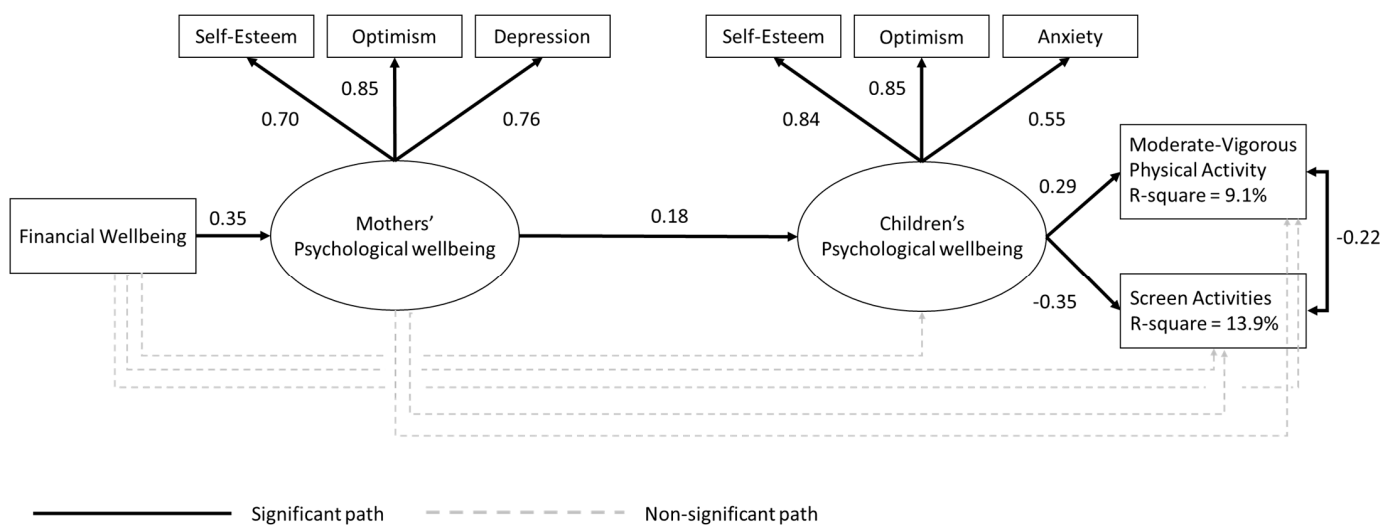 Self-Esteem
Optimism
Depression
Self-Esteem
Optimism
Anxiety
0.70
0.85
0.76
0.84
0.85
0.55
Financial Wellbeing
0.35
Mothers’
Psychological wellbeing
0.18
Children’s
Psychological wellbeing
0.29
-0.35
Moderate-Vigorous
Physical Activity
R-square = 9.1%
-0.22
Screen Activities
R-square = 13.9%
Significant path
Non-significant path